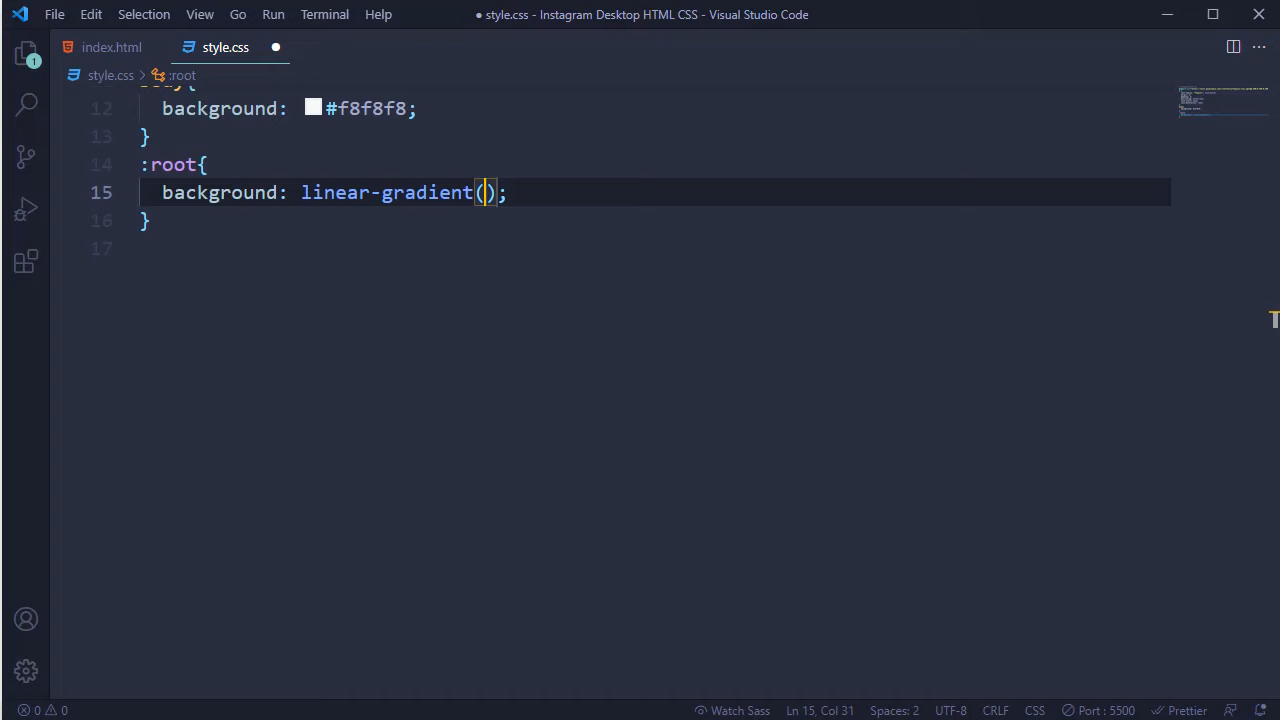 File Edit Selection View Go Run Terminal Help
● style.css - Instagram Desktop HTML CSS - Visual Studio Code
index.html
style.css ●
style.css > :root
1
body{
12 background: #f8f8f8;
13 }
14 :root{
15 background: linear-gradient();
16 }
17
0 0
Watch Sass Ln 15, Col 31 Spaces: 2 UTF-8 CRLF CSS Port : 5500 Prettier